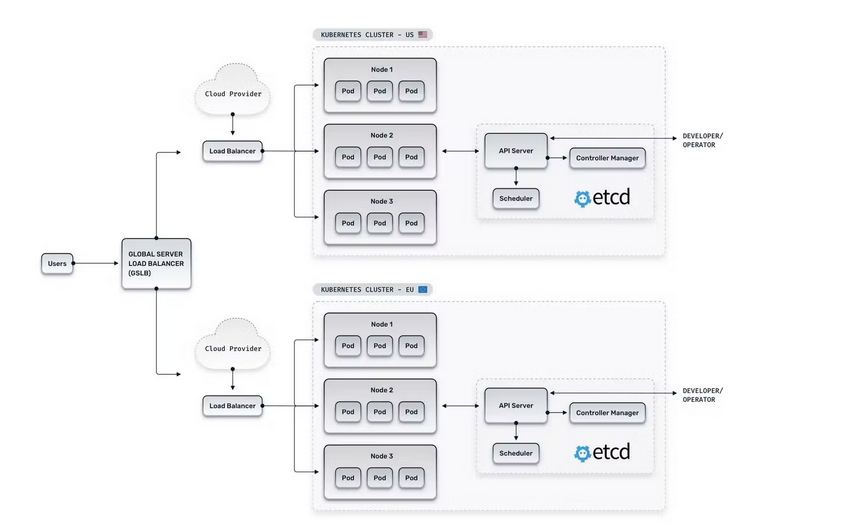 KUBERNETES CLUSTER - US
Node 1
Pod Pod Pod
Cloud Provider
Node 2
Pod Pod Pod
Load Balancer
API Server
DEVELOPER/
OPERATOR
Controller Manager
Scheduler
etcd
Node 3
Pod Pod Pod
Users
GLOBAL SERVER
LOAD BALANCER
(GSLB)
KUBERNETES CLUSTER - EU
Node 1
Pod Pod Pod
Cloud Provider
Node 2
Pod Pod Pod
Load Balancer
API Server
DEVELOPER/
OPERATOR
Controller Manager
Scheduler
etcd
Node 3
Pod Pod Pod